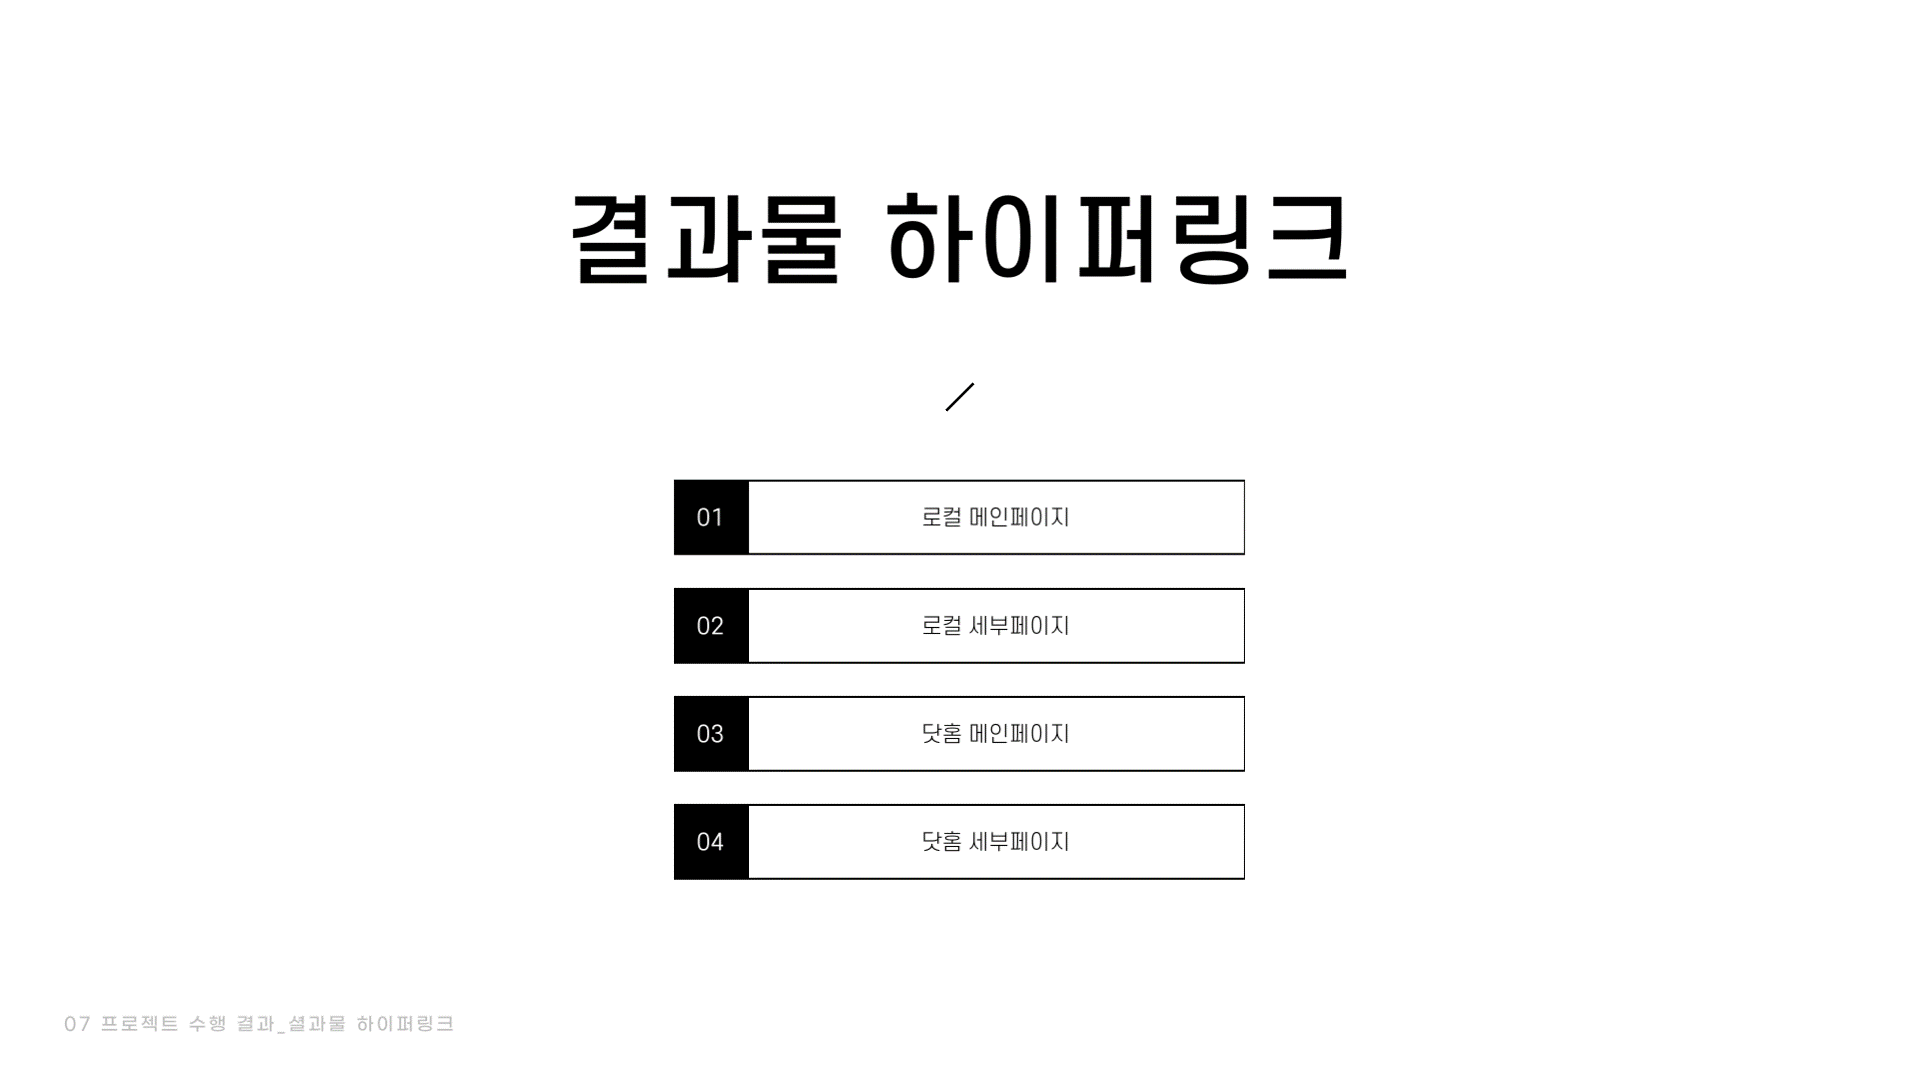 결과물 하이퍼링크
01 로컬 메인페이지
02 로컬 세부페이지
03 닷홈 메인페이지
04 닷홈 세부페이지
07 프로젝트 수행 결과_셜과물 하이퍼링크